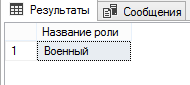 Результаты Сообщения
Название роли
1 Военный